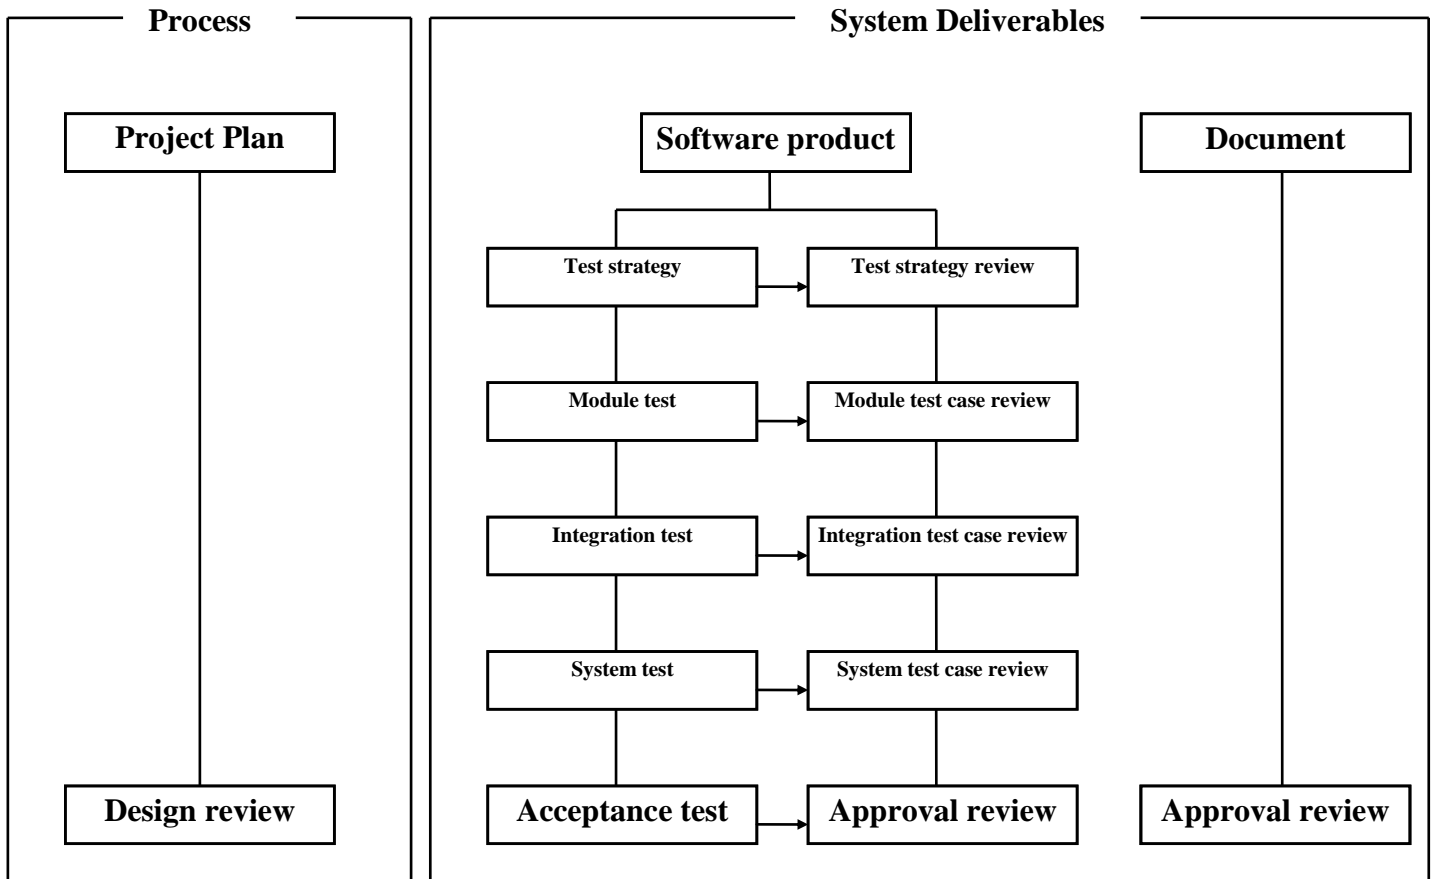 Process
System Deliverables
Project Plan
Software product
Document
Test strategy
Test strategy review
Module test
Module test case review
Integration test
Integration test case review
System test
System test case review
Design review
Acceptance test
Approval review
Approval review